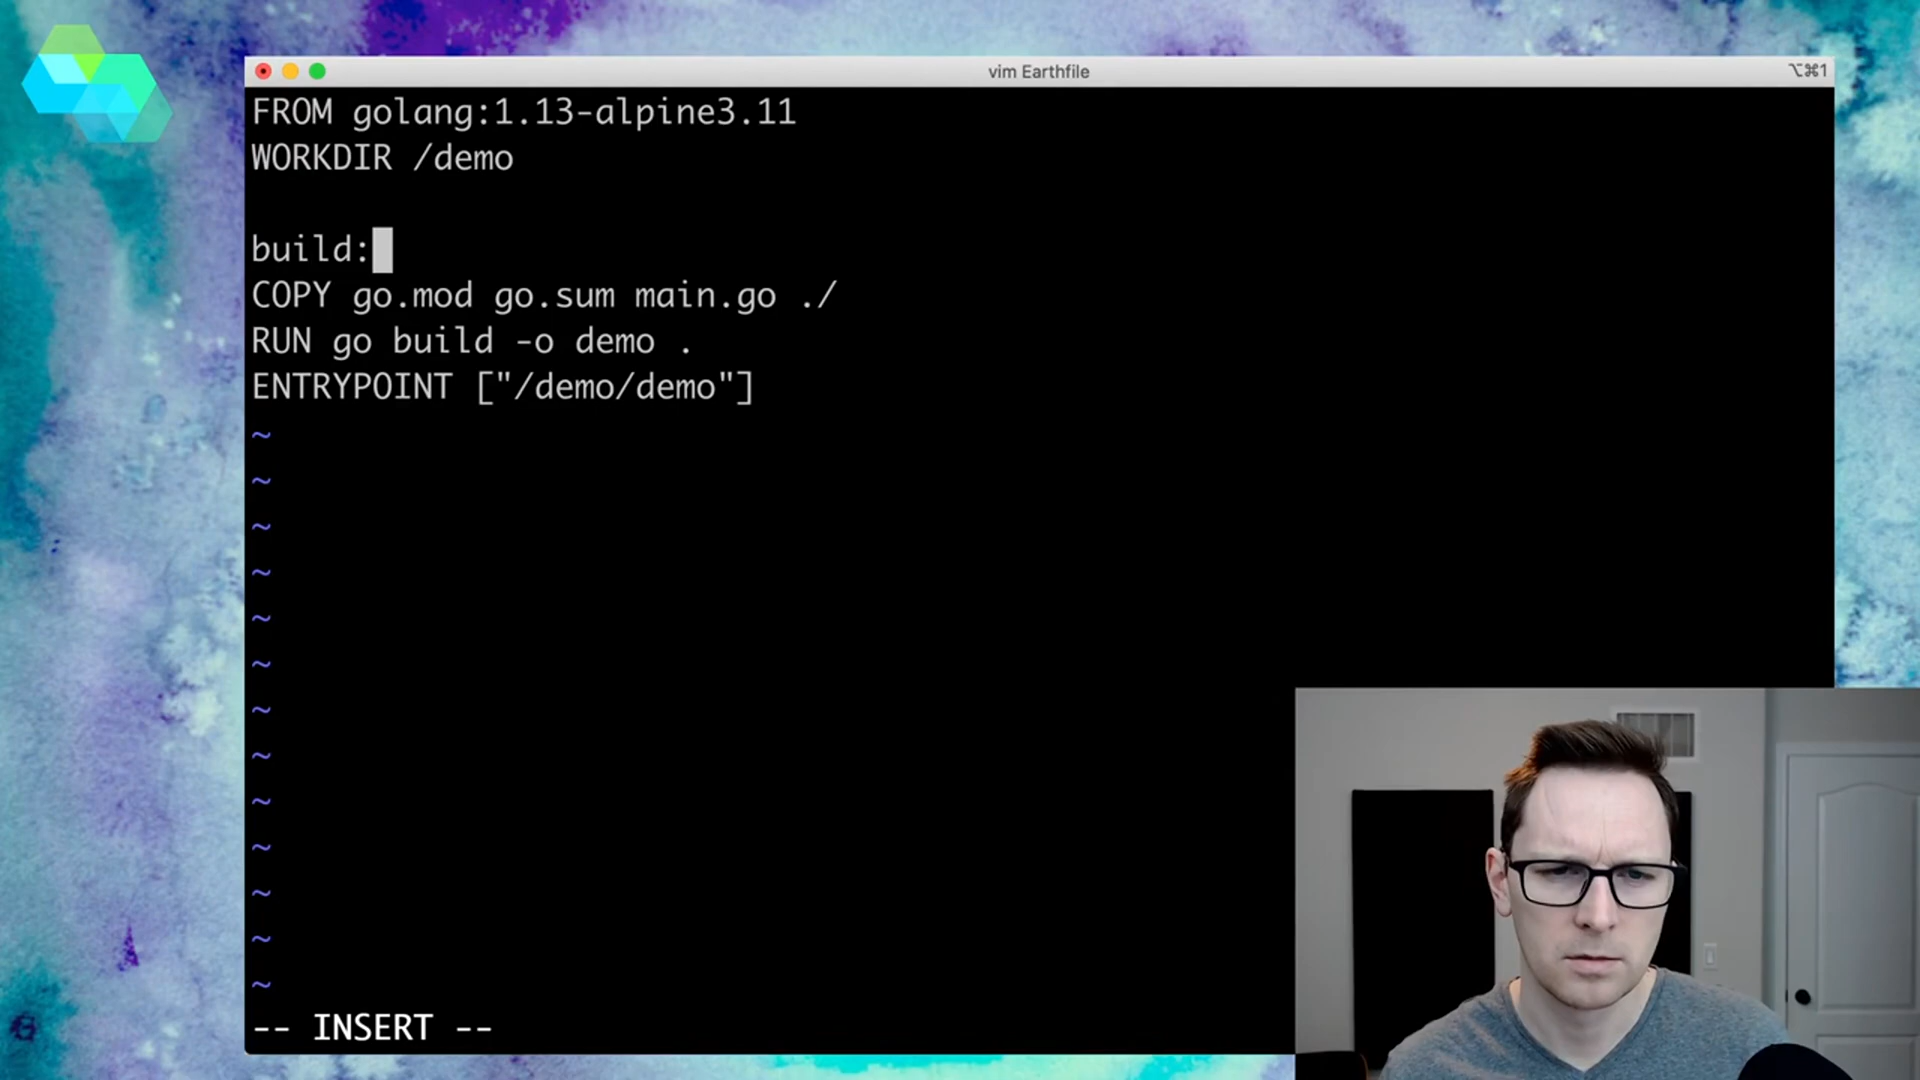 vim Earthfile
⌥⌘1
FROM golang:1.13-alpine3.11
WORKDIR /demo
build:
COPY go.mod go.sum main.go ./
RUN go build -o demo .
ENTRYPOINT ["/demo/demo"]
~
~
~
~
~
~
~
~
~
~
~
~
~
-- INSERT --